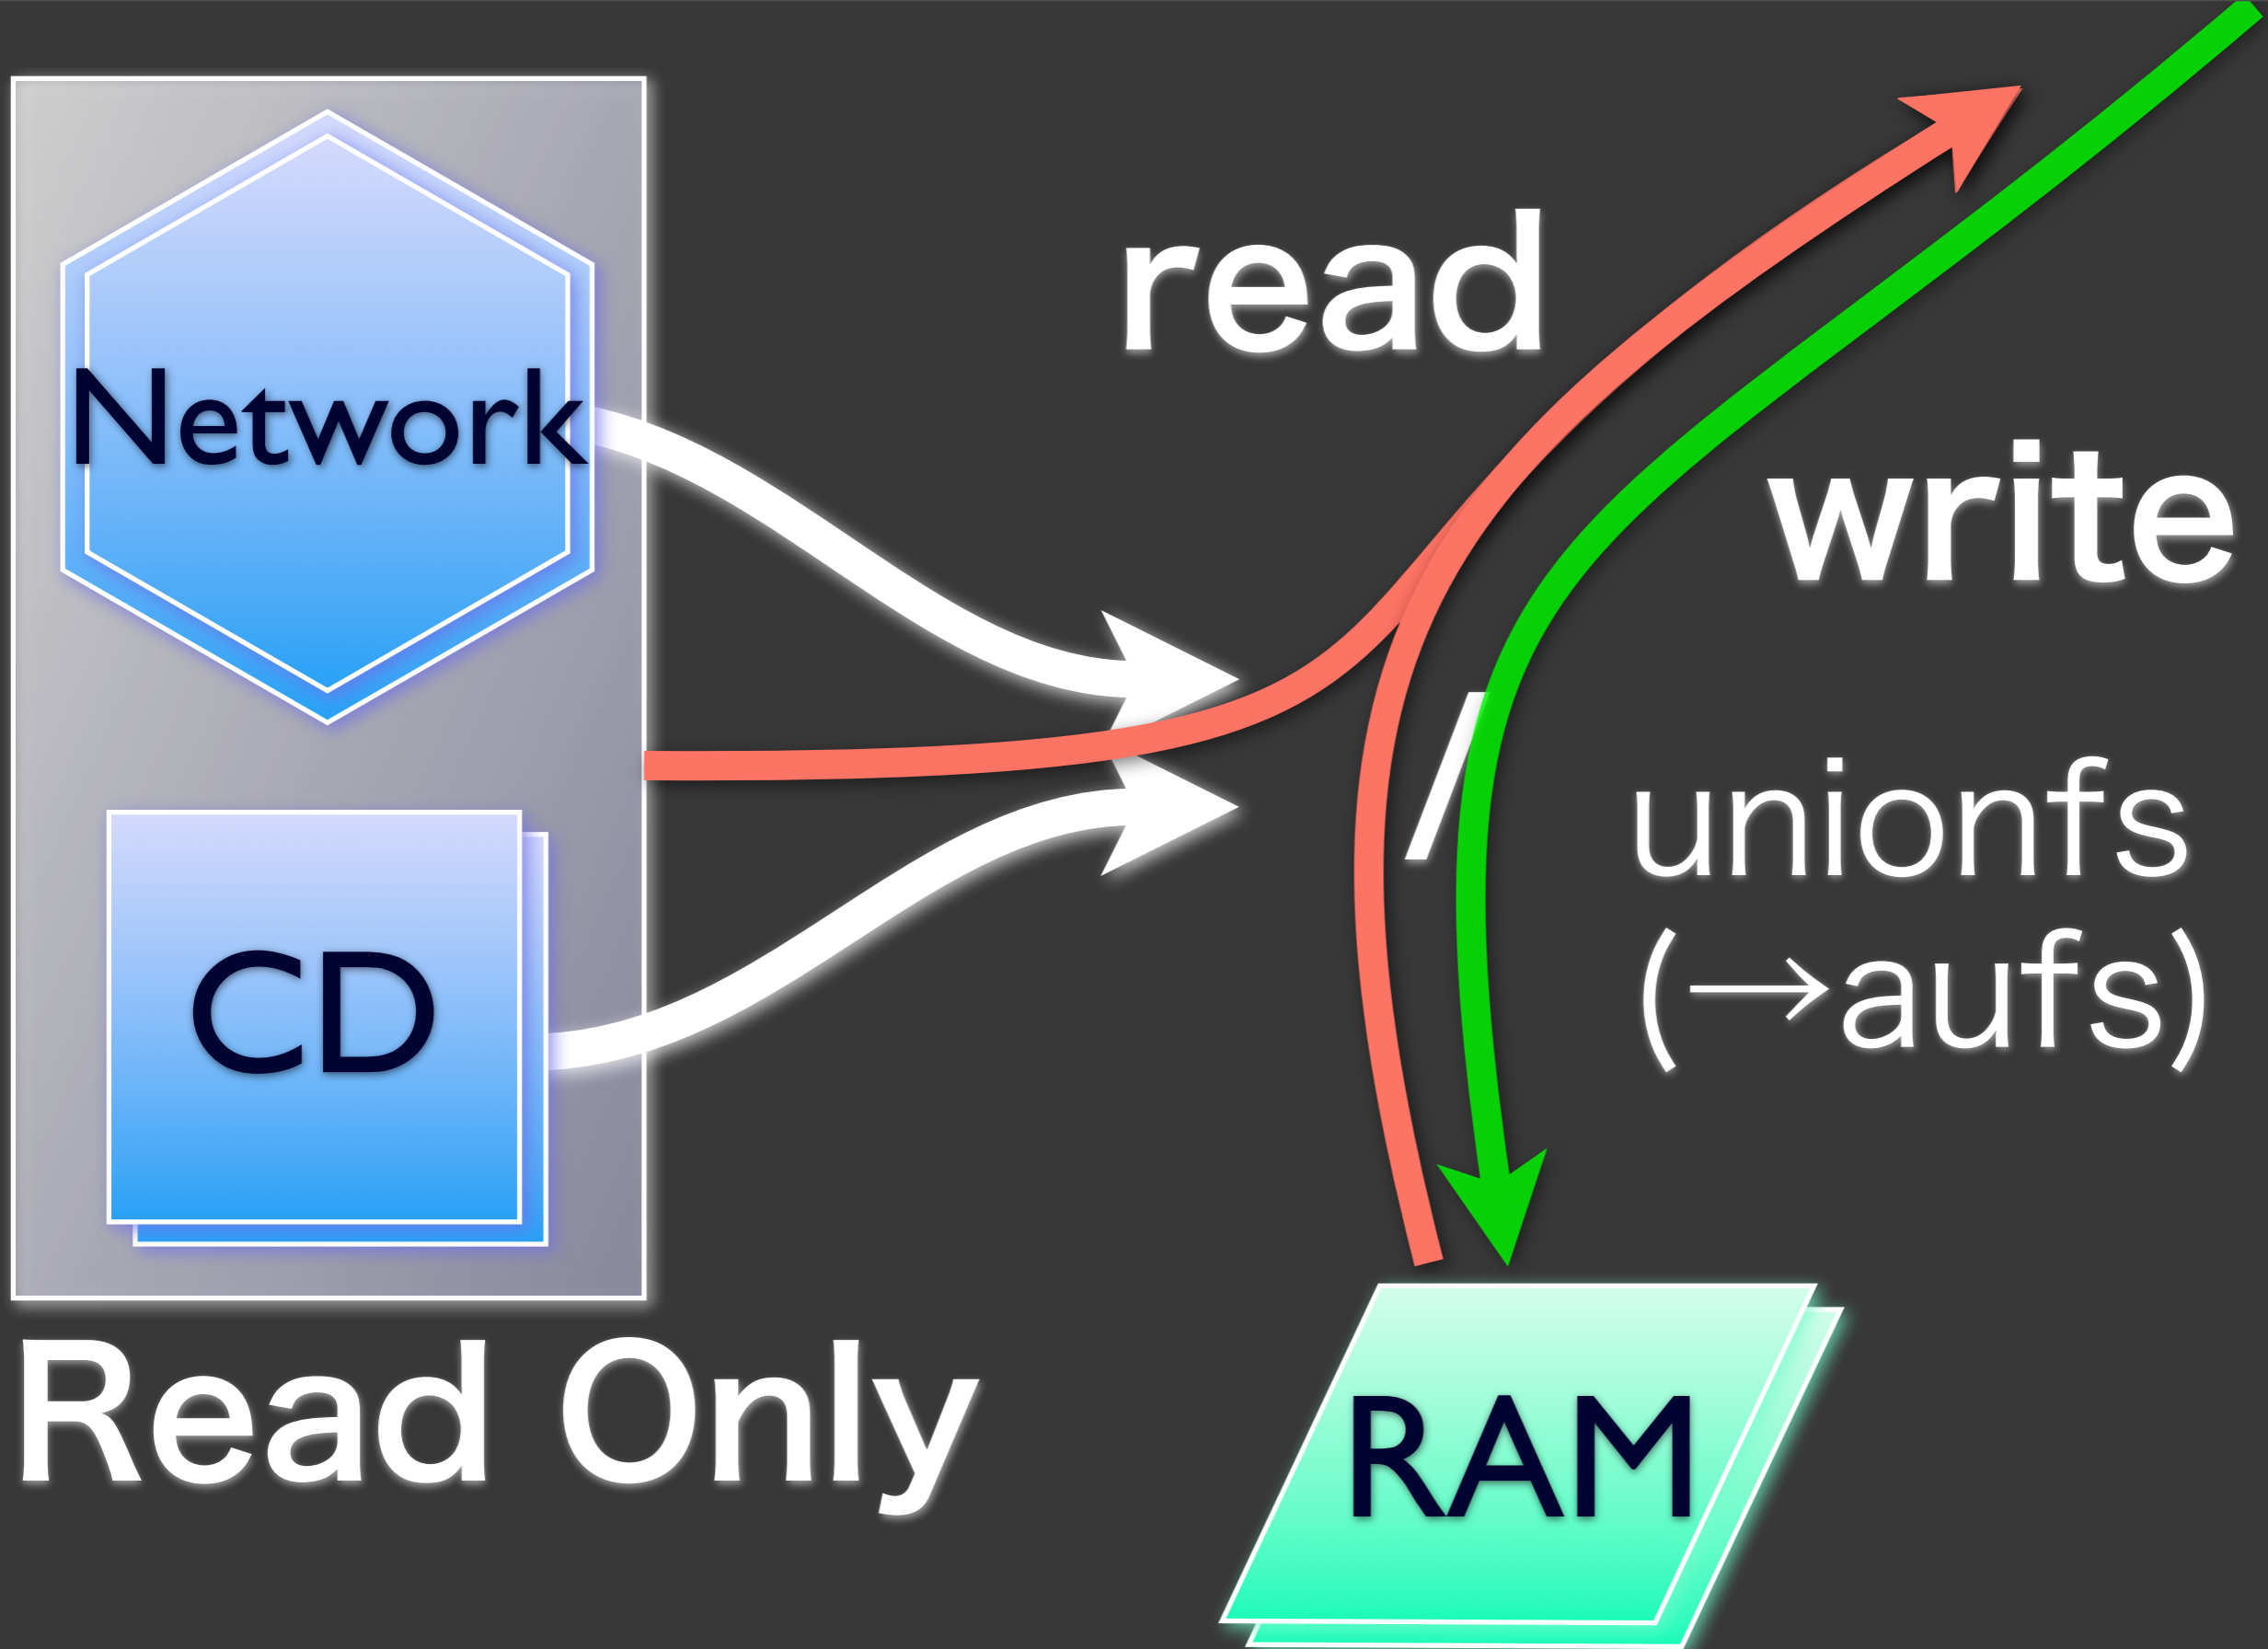 Network
read
write
/
unionfs
(→aufs)
CD
Read Only
RAM